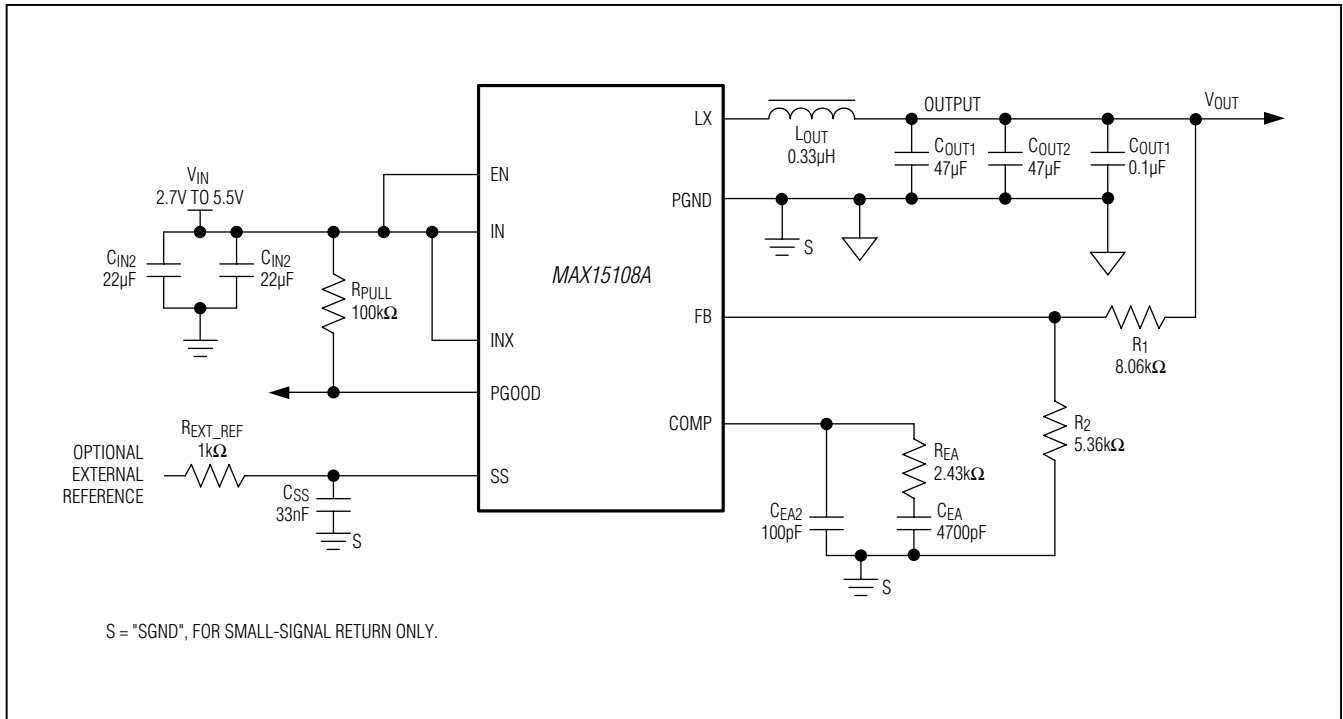 LX
OUTPUT
VOUT
LOUT
0.33µH
COUT1
47µF
COUT2
47µF
COUT1
0.1µF
EN
VIN
2.7V TO 5.5V
PGND
S
IN
CIN2
22µF
CIN2
22µF
RPULL
100kΩ
MAX15108A
INX
FB
R1
8.06kΩ
PGOOD
REXT_REF
1kΩ
OPTIONAL
EXTERNAL
REFERENCE
SS
CSS
33nF
S
COMP
REA
2.43kΩ
R2
5.36kΩ
CEA2
100pF
CEA
4700pF
S
S = "SGND", FOR SMALL-SIGNAL RETURN ONLY.